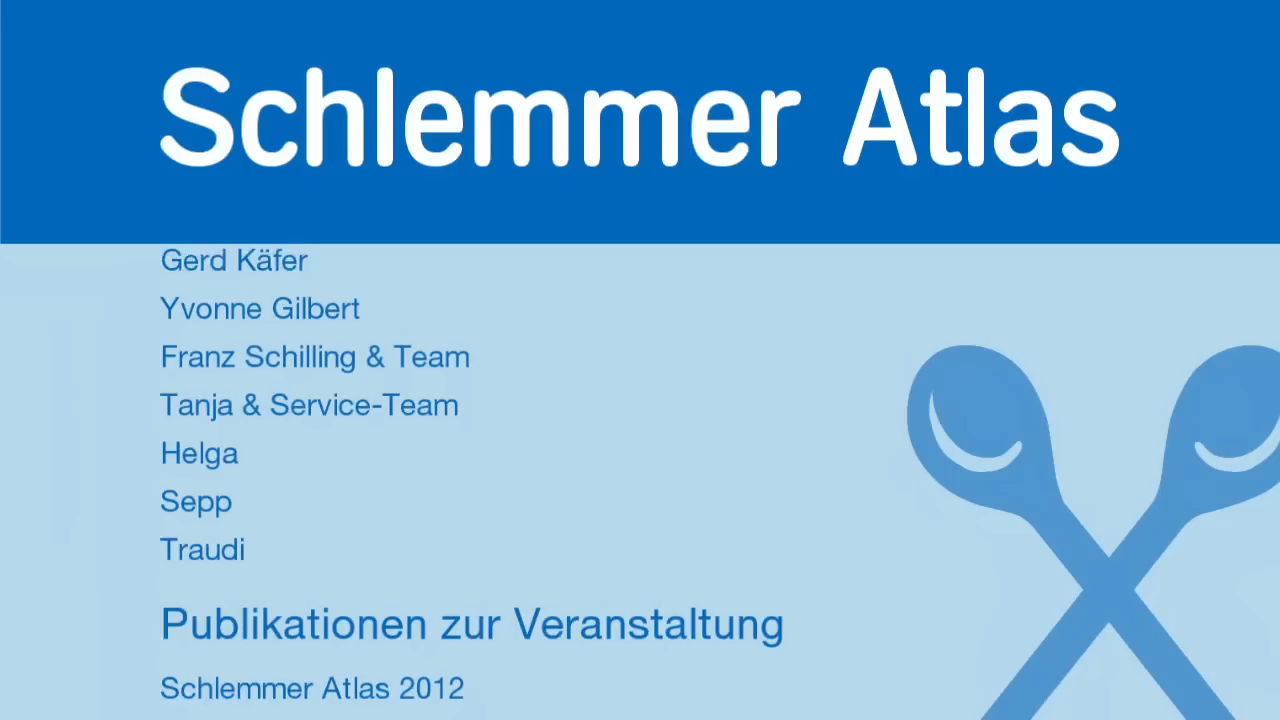 Schlemmer Atlas
Gerd Käfer
Yvonne Gilbert
Franz Schilling & Team
Tanja & Service-Team
Helga
Sepp
Traudi
Publikationen zur Veranstaltung
Schlemmer Atlas 2012